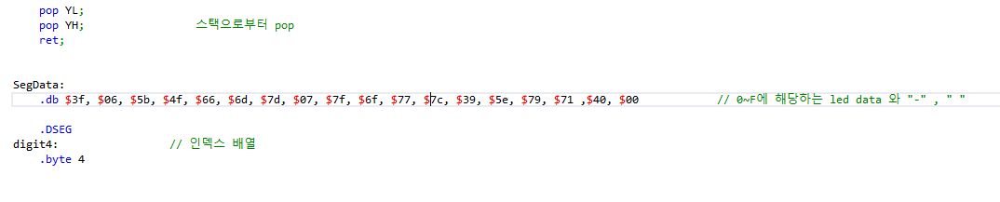 pop YL;
pop YH; 스택으로부터 pop
ret;
SegData:
.db $3f, $06, $5b, $4f, $66, $6d, $7d, $07, $7f, $6f, $77, $7c, $39, $5e, $79, $71 ,$40, $00 // 0~F에 해당하는 led data 와 "-" , " "
.DSEG
digit4: // 인덱스 배열
.byte 4